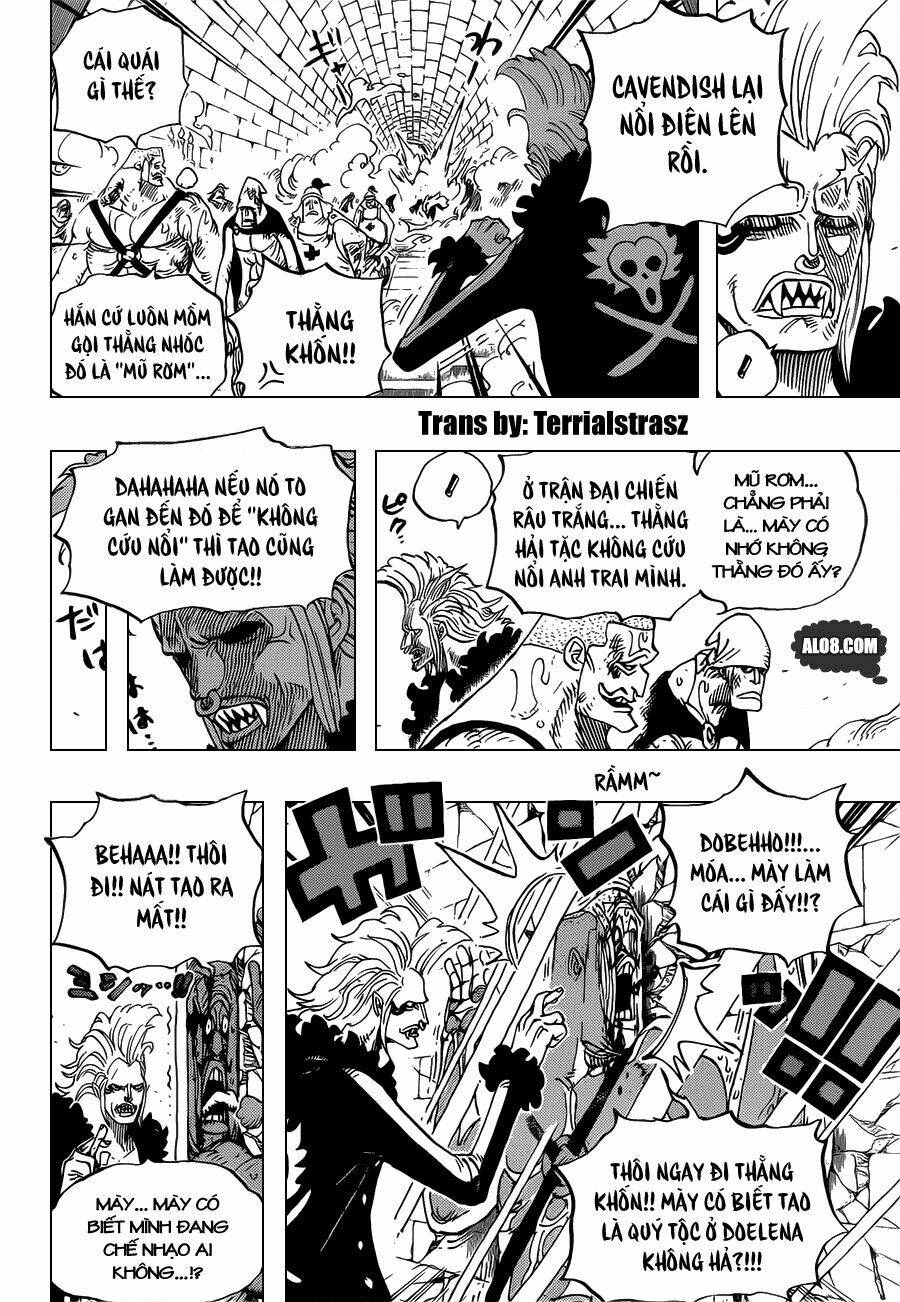 CÁI QUÁI
GÌ THẾ?
CAVENDISH LẠI
NỔI ĐIÊN LÊN
RỒI.
HẮN CỨ LUÔN MỒM
GỌI THẰNG NHÓC
ĐÓ LÀ "MŨ RƠM"...
THẰNG
KHỐN!!
Trans by: Terrialstrasz
DAHAHAHA NẾU NÓ TO
GAN ĐẾN ĐÓ ĐỂ "KHÔNG
CỨU NỔI" THÌ TAO CŨNG
LÀM ĐƯỢC!!
Ở TRẬN ĐẠI CHIẾN
RÂU TRẮNG... THẰNG
HẢI TẶC KHÔNG CỨU
NỔI ANH TRAI MÌNH.
MŨ RƠM...
CHẲNG PHẢI
LÀ... MÀY CÓ
NHỚ KHÔNG
THẰNG ĐÓ ẤY?
ALO8.COM
RẦMM~
BEHAAA!! THÔI
ĐI!! NÁT TAO RA
MẤT!!
DOBEHHO!!!...
MÓA... MÀY LÀM
CÁI GÌ ĐẤY!!?
MÀY... MÀY CÓ
BIẾT MÌNH ĐANG
CHẾ NHẠO AI
KHÔNG...!?
THÔI NGAY ĐI THẰNG
KHỐN!! MÀY CÓ BIẾT TAO
LÀ QUÝ TỘC Ở DOELENA
KHÔNG HẢ?!!!